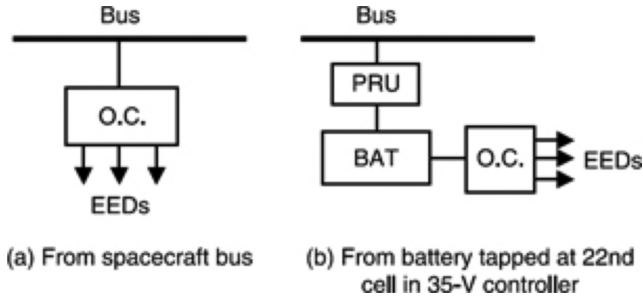 Bus
O.C.
EEDs
(a) From spacecraft bus
Bus
PRU
BAT
O.C.
EEDs
(b) From battery tapped at 22nd
cell in 35-V controller